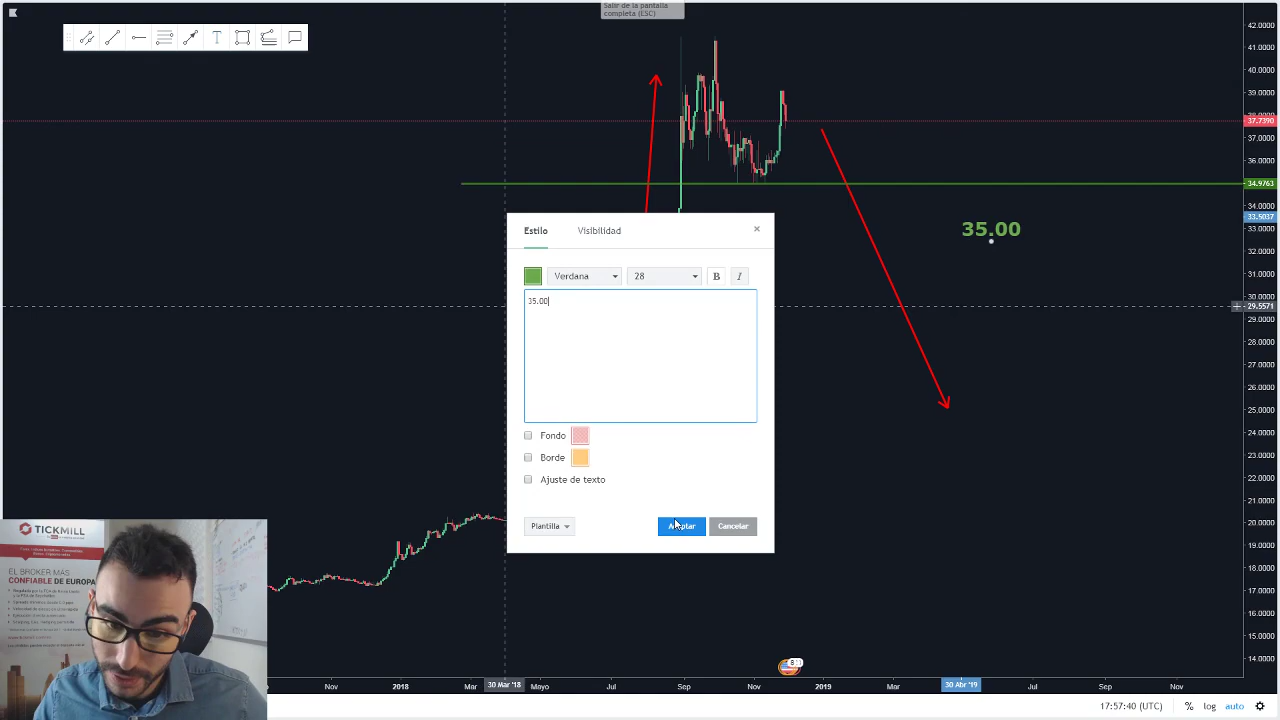 Salir de la pantalla
completa (ESC)
T
42.0000
41.0000
40.0000
39.0000
37.7390
37.0000
36.0000
34.9763
34.0000
33.5037
33.0000
32.0000
31.0000
29.5571
29.0000
28.0000
27.0000
26.0000
25.0000
24.0000
23.0000
22.0000
21.0000
20.0000
19.0000
18.0000
17.0000
16.0000
15.0000
14.0000
35.00
Estilo Visibilidad ×
Verdana 28 B I
35.00
Fondo
Borde
Ajuste de texto
Plantilla Aceptar Cancelar
TICKMILL
EL BROKER MÁS
CONFIABLE DE EUROPA
Nov 2018 Mar 30 Mar '18 Mayo Jul Sep Nov 2019 Mar 30 Abr '19 Jul Sep Nov
17:57:40 (UTC) % log auto